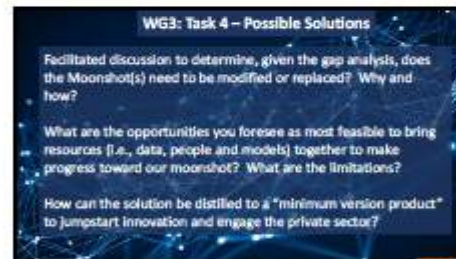 WG3: Task 4 – Possible Solutions
Facilitated discussion to determine, given the gap analysis, does
the Moonshot(s) need to be modified or replaced? Why and
how?
What are the opportunities you foresee as most feasible to bring
resources (i.e., data, people and models) together to make
progress toward our moonshot? What are the limitations?
How can the solution be distilled to a "minimum version product"
to jumpstart innovation and engage the private sector?